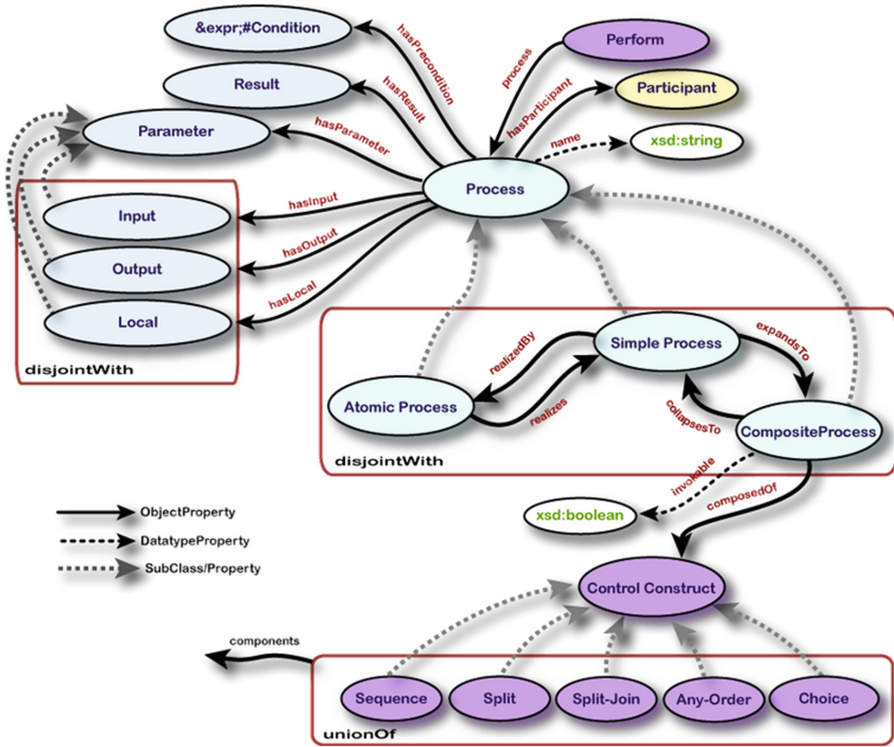 &expr;#Condition
Perform
hasPrecondition
process
Result
hasResult
hasParticipant
Participant
Parameter
hasParameter
name
xsd:string
Process
Input
hasInput
Output
hasOutput
Local
hasLocal
disjointWith
realizedBy
Simple Process
expandsTo
Atomic Process
realizes
collapsesTo
CompositeProcess
disjointWith
invokable
composedOf
xsd:boolean
ObjectProperty
DatatypeProperty
SubClass/Property
Control Construct
components
Sequence
Split
Split-Join
Any-Order
Choice
unionOf